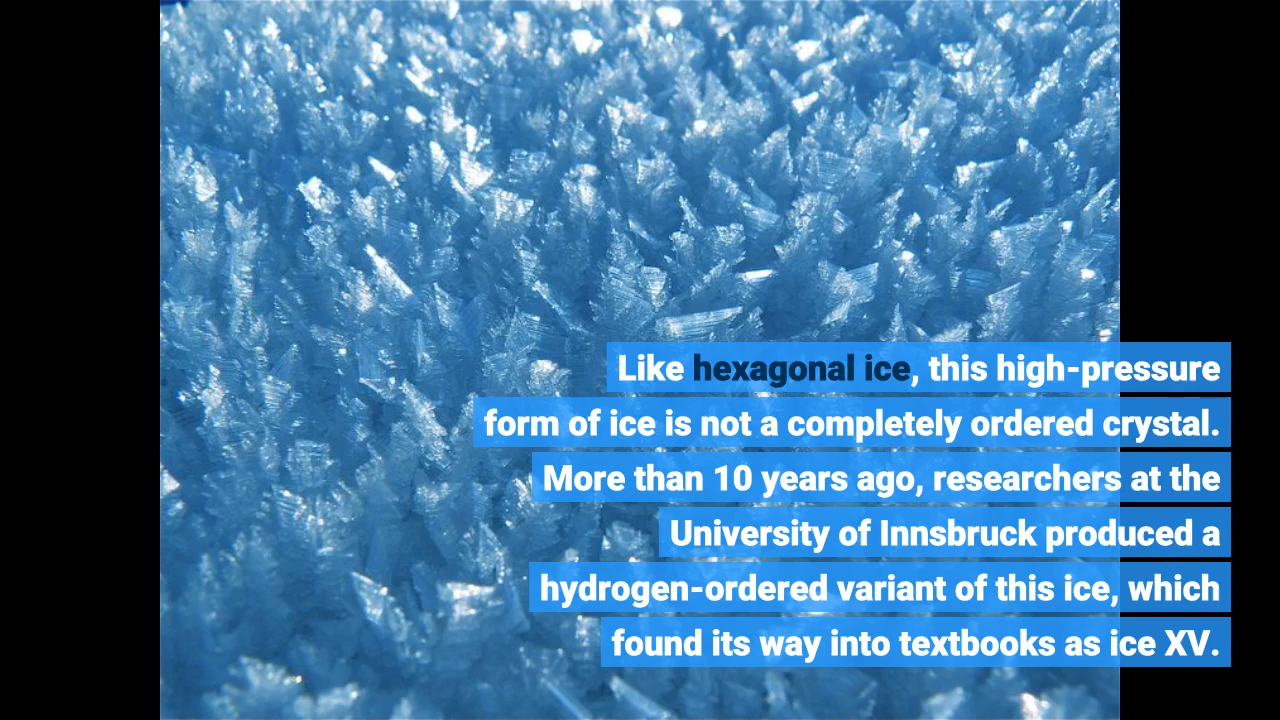 Like hexagonal ice, this high-pressure
form of ice is not a completely ordered crystal.
More than 10 years ago, researchers at the
University of Innsbruck produced a
hydrogen-ordered variant of this ice, which
found its way into textbooks as ice XV.